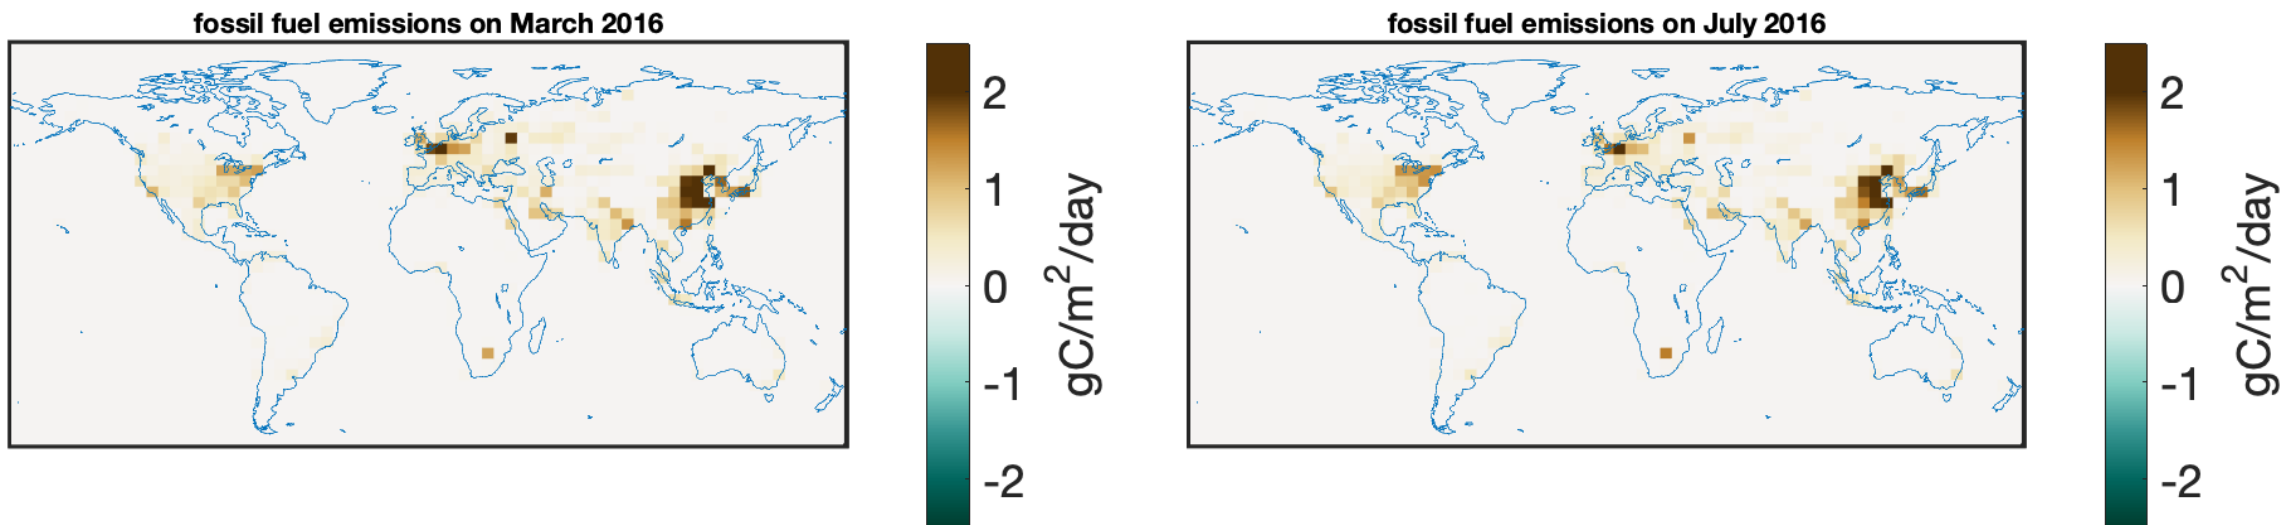 fossil fuel emissions on March 2016
2
1
0
-1
-2
gC/m²/day
fossil fuel emissions on July 2016
2
1
0
-1
-2
gC/m²/day